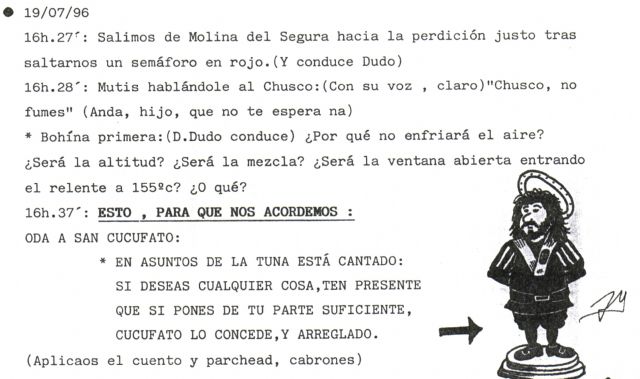 19/07/96
16h.27´: Salimos de Molina del Segura hacia la perdición justo tras
saltarnos un semáforo en rojo.(Y conduce Dudo)
16h.28´: Mutis hablándole al Chusco:(Con su voz , claro)"Chusco, no
fumes" (Anda, hijo, que no te espera na)
* Bohína primera:(D.Dudo conduce) ¿Por qué no enfriará el aire?
¿Será la altitud? ¿Será la mezcla? ¿Será la ventana abierta entrando
el relente a 155ºc? ¿O qué?
16h.37´: ESTO , PARA QUE NOS ACORDEMOS :
ODA A SAN CUCUFATO:
* EN ASUNTOS DE LA TUNA ESTÁ CANTADO:
SI DESEAS CUALQUIER COSA,TEN PRESENTE
QUE SI PONES DE TU PARTE SUFICIENTE,
CUCUFATO LO CONCEDE,Y ARREGLADO.
(Aplicaos el cuento y parchead, cabrones)